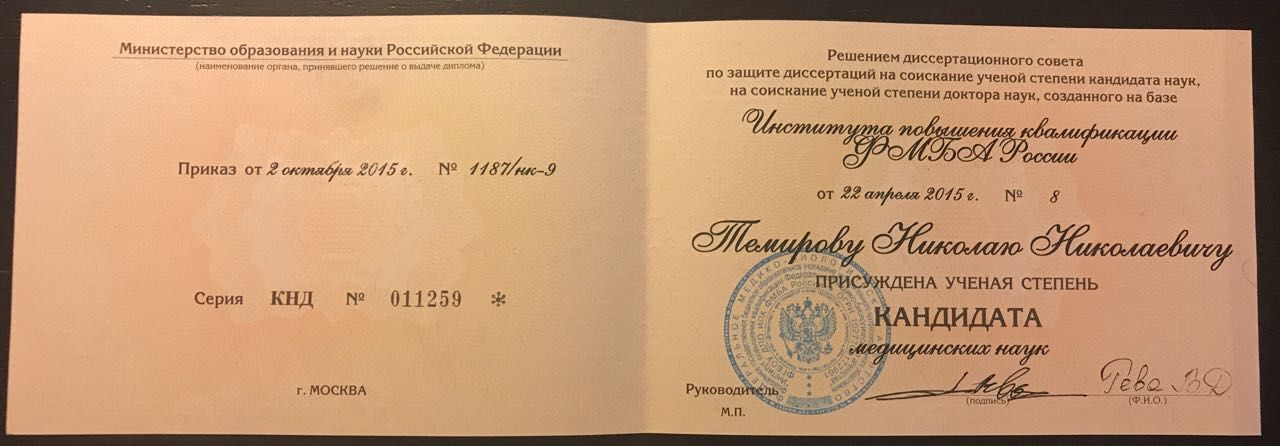 Министерство образования и науки Российской Федерации
(наименование органа, принявшего решение о выдаче диплома)
Приказ от 2 октября 2015 г. № 1187/нк-9
Серия КНД № 011259 *
г. МОСКВА
Решением диссертационного совета
по защите диссертаций на соискание ученой степени кандидата наук,
на соискание ученой степени доктора наук, созданного на базе
Института повышения квалификации
ФМБА России
от 22 апреля 2015 г. № 8
Темирову Николаю Николаевичу
ПРИСУЖДЕНА УЧЕНАЯ СТЕПЕНЬ
КАНДИДАТА
медицинских наук
Руководитель
М.П.
(подпись)
Гева В.Д
(Ф.И.О.)